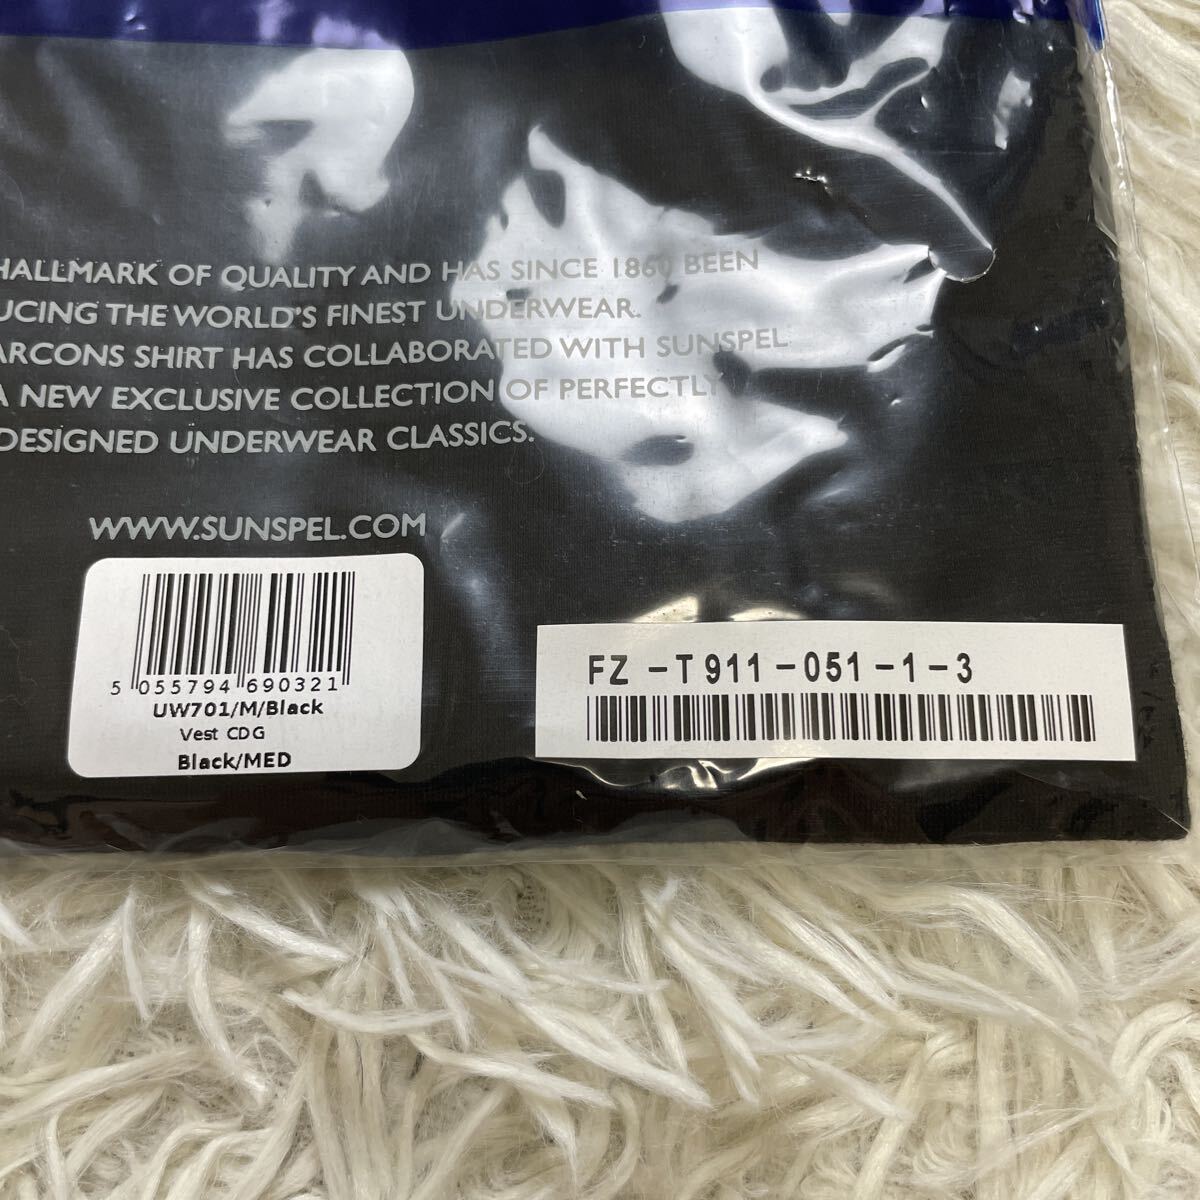 HALLMARK OF QUALITY AND HAS SINCE 1860 BEEN
UCING THE WORLD'S FINEST UNDERWEAR.
ARCONS SHIRT HAS COLLABORATED WITH SUNSPEL
A NEW EXCLUSIVE COLLECTION OF PERFECTLY
DESIGNED UNDERWEAR CLASSICS.
WWW.SUNSPEL.COM
5 055794 690321
UW701/M/Black
Vest CDG
Black/MED
FZ -T911-051-1-3